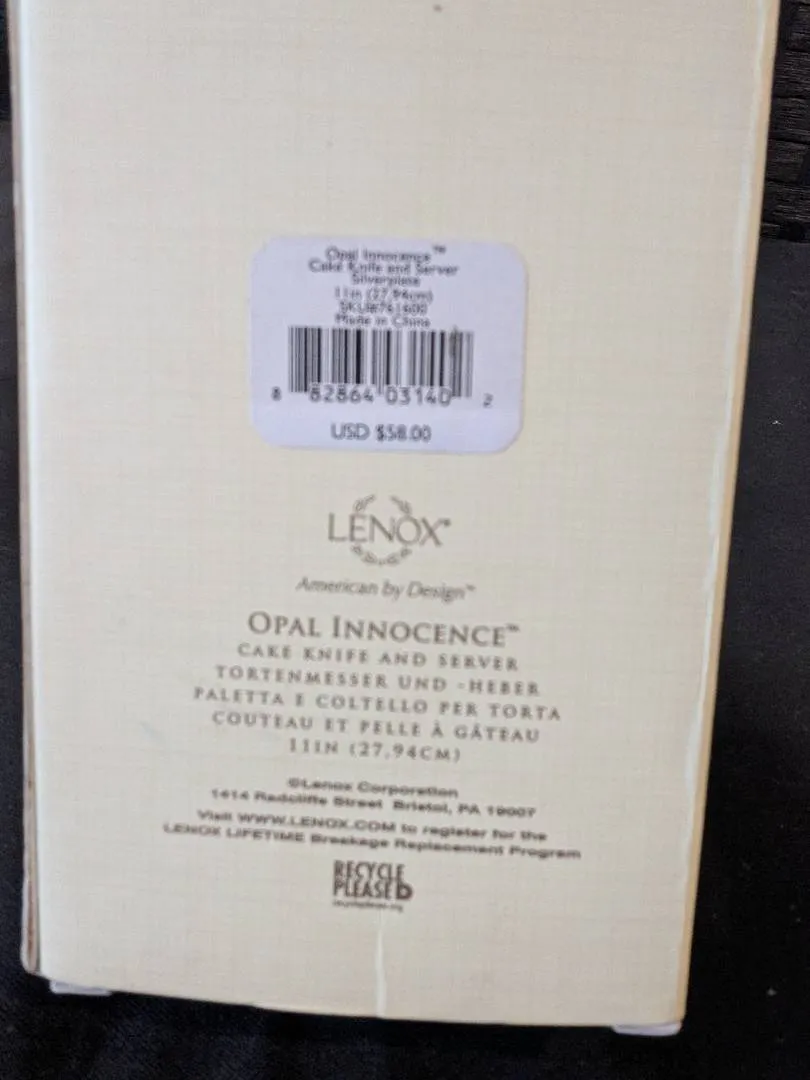 Opal Innocence™
Cake Knife and Server
Silverplate
11in (27.94cm)
SKU#761600
Made in China
8 82864 03140 2
USD $58.00
LENOX®
American by Design™
OPAL INNOCENCE™
CAKE KNIFE AND SERVER
TORTENMESSER UND -HEBER
PALETTA E COLTELLO PER TORTA
COUTEAU ET PELLE À GÂTEAU
11IN (27.94CM)
©Lenox Corporation
1414 Radcliffe Street Bristol, PA 19007
Visit WWW.LENOX.COM to register for the
LENOX LIFETIME Breakage Replacement Program
RECYCLE
PLEASE